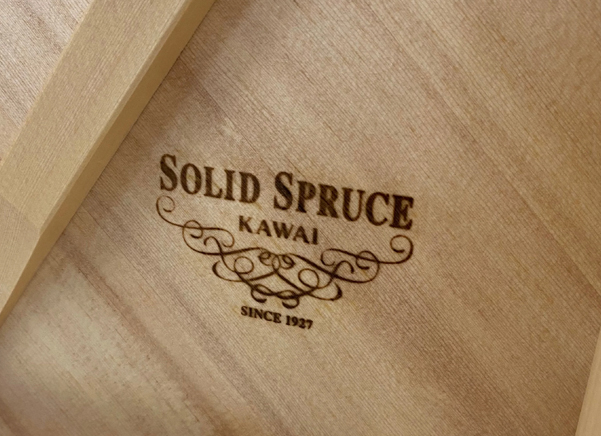 SOLID SPRUCE
KAWAI
SINCE 1927